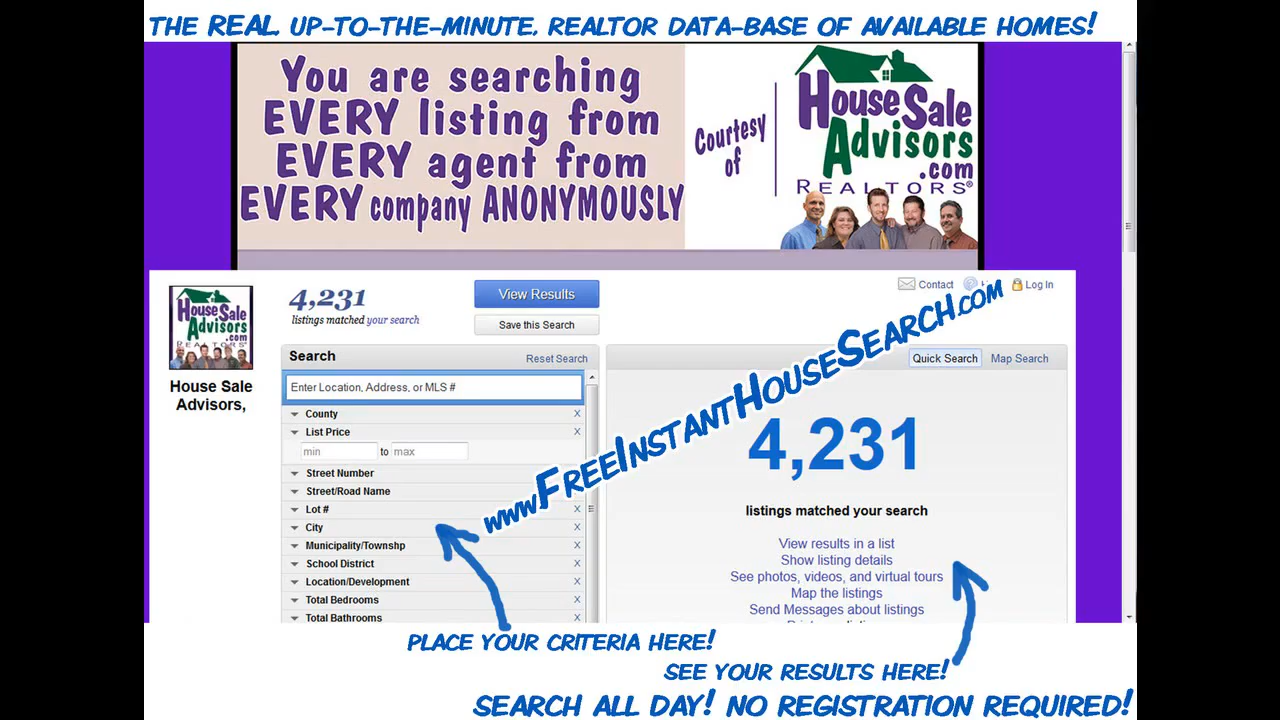 THE REAL, UP-TO-THE-MINUTE, REALTOR DATA-BASE OF AVAILABLE HOMES!
You are searching
EVERY listing from
EVERY agent from
EVERY company ANONYMOUSLY
Courtesy
of
House Sale
Advisors
.com
REALTORS®
4,231
listings matched your search
View Results
Save this Search
Contact
Log In
House Sale
Advisors
.com
REALTORS
House Sale
Advisors,
Search
Reset Search
Quick Search
Map Search
Enter Location, Address, or MLS #
County X
List Price X
min to max
Street Number
Street/Road Name
Lot # X
City X
Municipality/Townshp X
School District X
Location/Development X
Total Bedrooms X
Total Bathrooms X
www.FreeInstantHouseSearch.com
4,231
listings matched your search
View results in a list
Show listing details
See photos, videos, and virtual tours
Map the listings
Send Messages about listings
PLACE YOUR CRITERIA HERE!
SEE YOUR RESULTS HERE!
SEARCH ALL DAY! NO REGISTRATION REQUIRED!